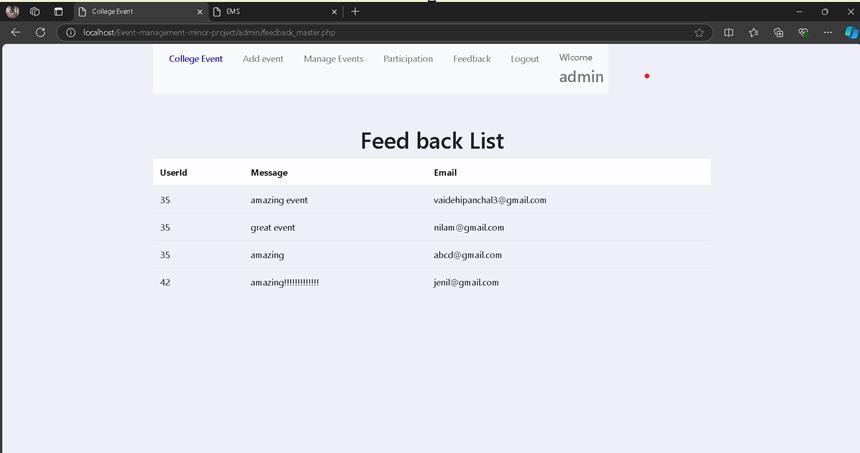 College Event
EMS
localhost/Event-management-minor-project/admin/feedback_master.php
College Event Add event Manage Events Participation Feedback Logout Wlcome
admin
Feed back List
UserId Message Email
35 amazing event vaidehipanchal3@gmail.com
35 great event nilam@gmail.com
35 amazing abcd@gmail.com
42 amazing!!!!!!!!!!!!! jenil@gmail.com